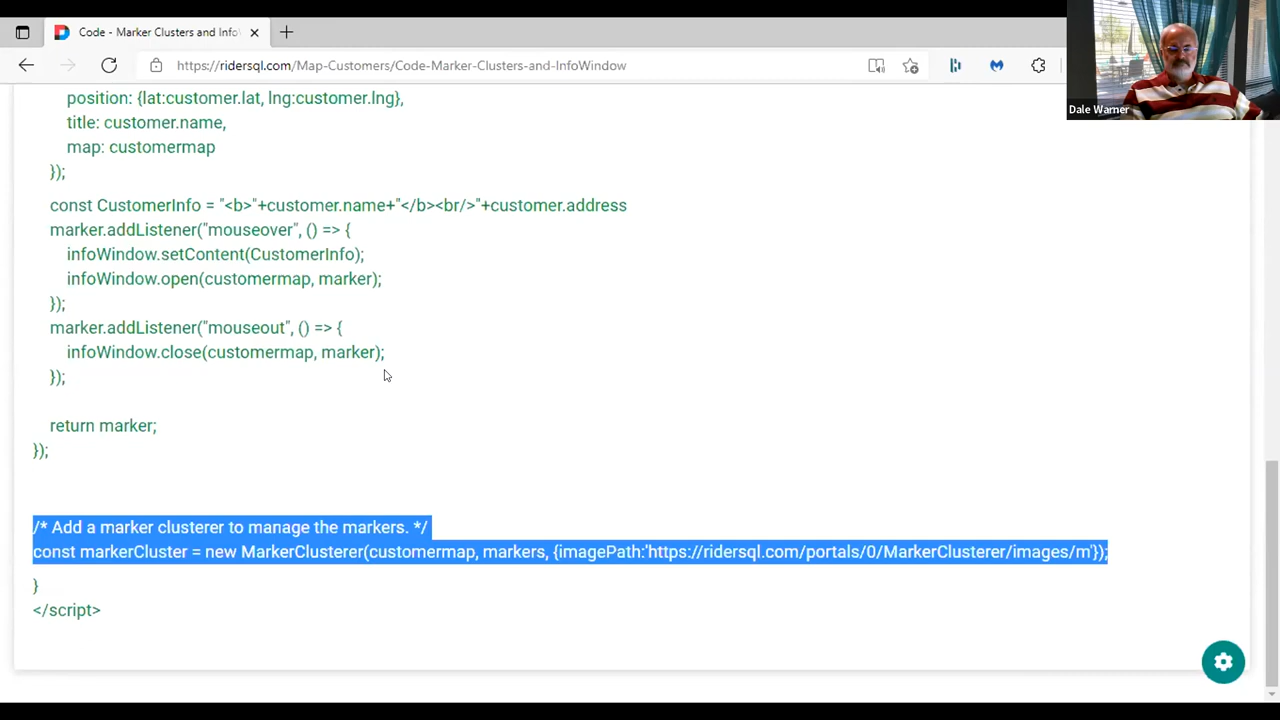 Code - Marker Clusters and InfoW
https://ridersql.com/Map-Customers/Code-Marker-Clusters-and-InfoWindow
Dale Warner
position: {lat:customer.lat, lng:customer.lng},
title: customer.name,
map: customermap
});
const CustomerInfo = "<b>"+customer.name+"</b><br/>"+customer.address
marker.addListener("mouseover", () => {
infoWindow.setContent(CustomerInfo);
infoWindow.open(customermap, marker);
});
marker.addListener("mouseout", () => {
infoWindow.close(customermap, marker);
});
return marker;
});
/* Add a marker clusterer to manage the markers. */
const markerCluster = new MarkerClusterer(customermap, markers, {imagePath:'https://ridersql.com/portals/0/MarkerClusterer/images/m'});
}
</script>